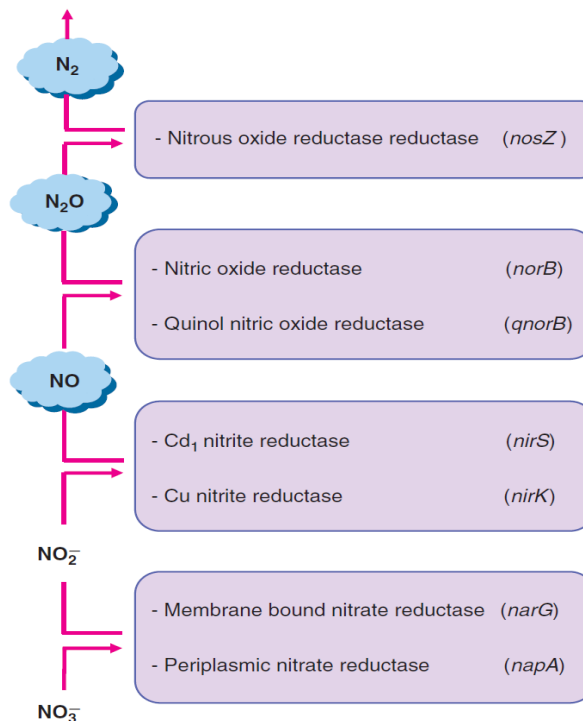 N₂
- Nitrous oxide reductase reductase (nosZ )
N₂O
- Nitric oxide reductase (norB)
- Quinol nitric oxide reductase (qnorB)
NO
- Cd₁ nitrite reductase (nirS)
- Cu nitrite reductase (nirK)
NO₂⁻
- Membrane bound nitrate reductase (narG)
- Periplasmic nitrate reductase (napA)
NO₃⁻